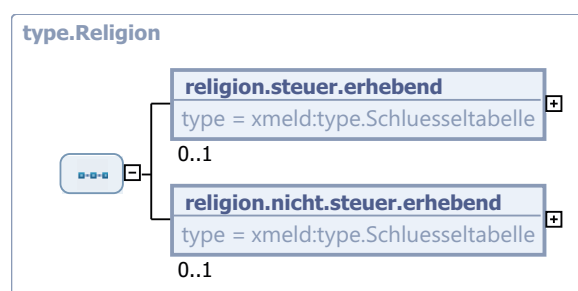 type.Religion
religion.steuer.erhebend
type = xmeld:type.Schluesseltabelle
0..1
religion.nicht.steuer.erhebend
type = xmeld:type.Schluesseltabelle
0..1